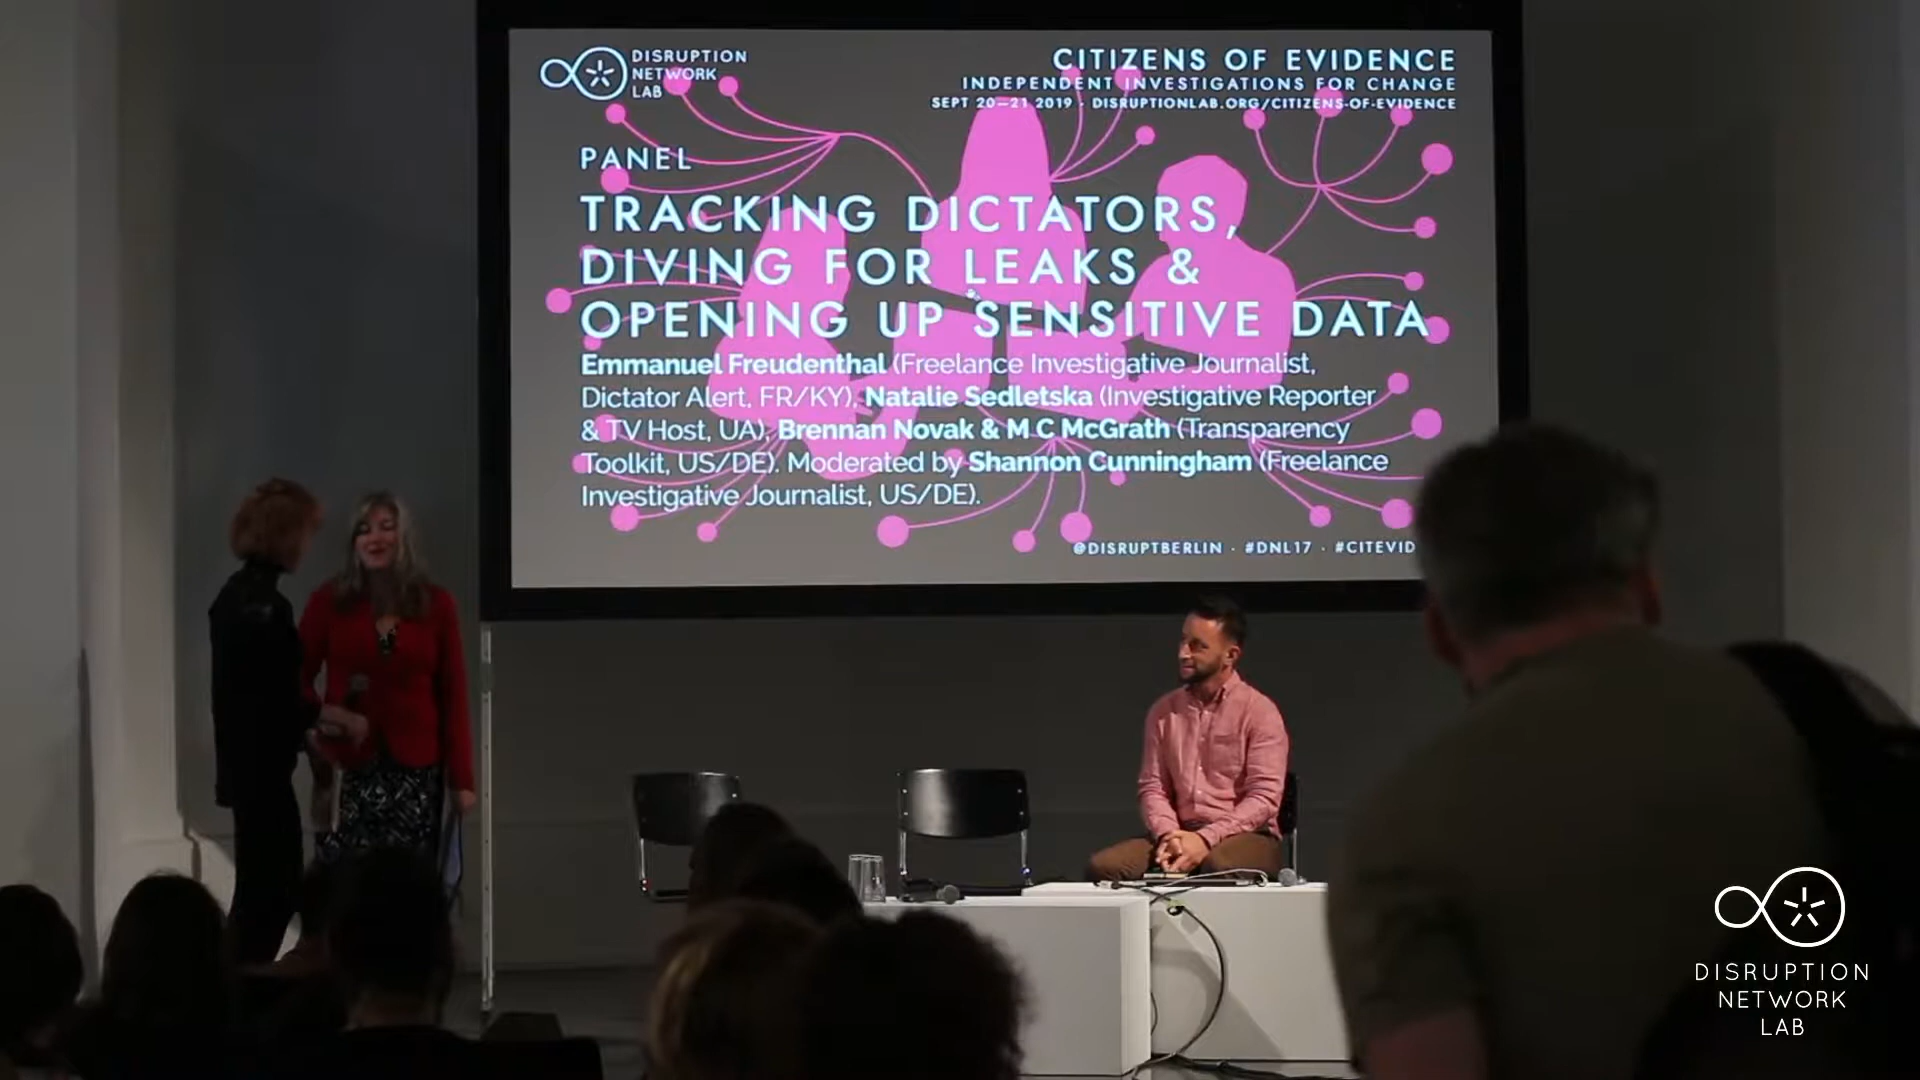 DISRUPTION
NETWORK
LAB
CITIZENS OF EVIDENCE
INDEPENDENT INVESTIGATIONS FOR CHANGE
SEPT 20–21 2019 · DISRUPTIONLAB.ORG/CITIZENS-OF-EVIDENCE
PANEL
TRACKING DICTATORS,
DIVING FOR LEAKS &
OPENING UP SENSITIVE DATA
Emmanuel Freudenthal (Freelance Investigative Journalist,
Dictator Alert, FR/KY), Natalie Sedletska (Investigative Reporter
& TV Host, UA), Brennan Novak & M C McGrath (Transparency
Toolkit, US/DE). Moderated by Shannon Cunningham (Freelance
Investigative Journalist, US/DE).
@DISRUPTBERLIN · #DNL17 · #CITEVID
DISRUPTION
NETWORK
LAB